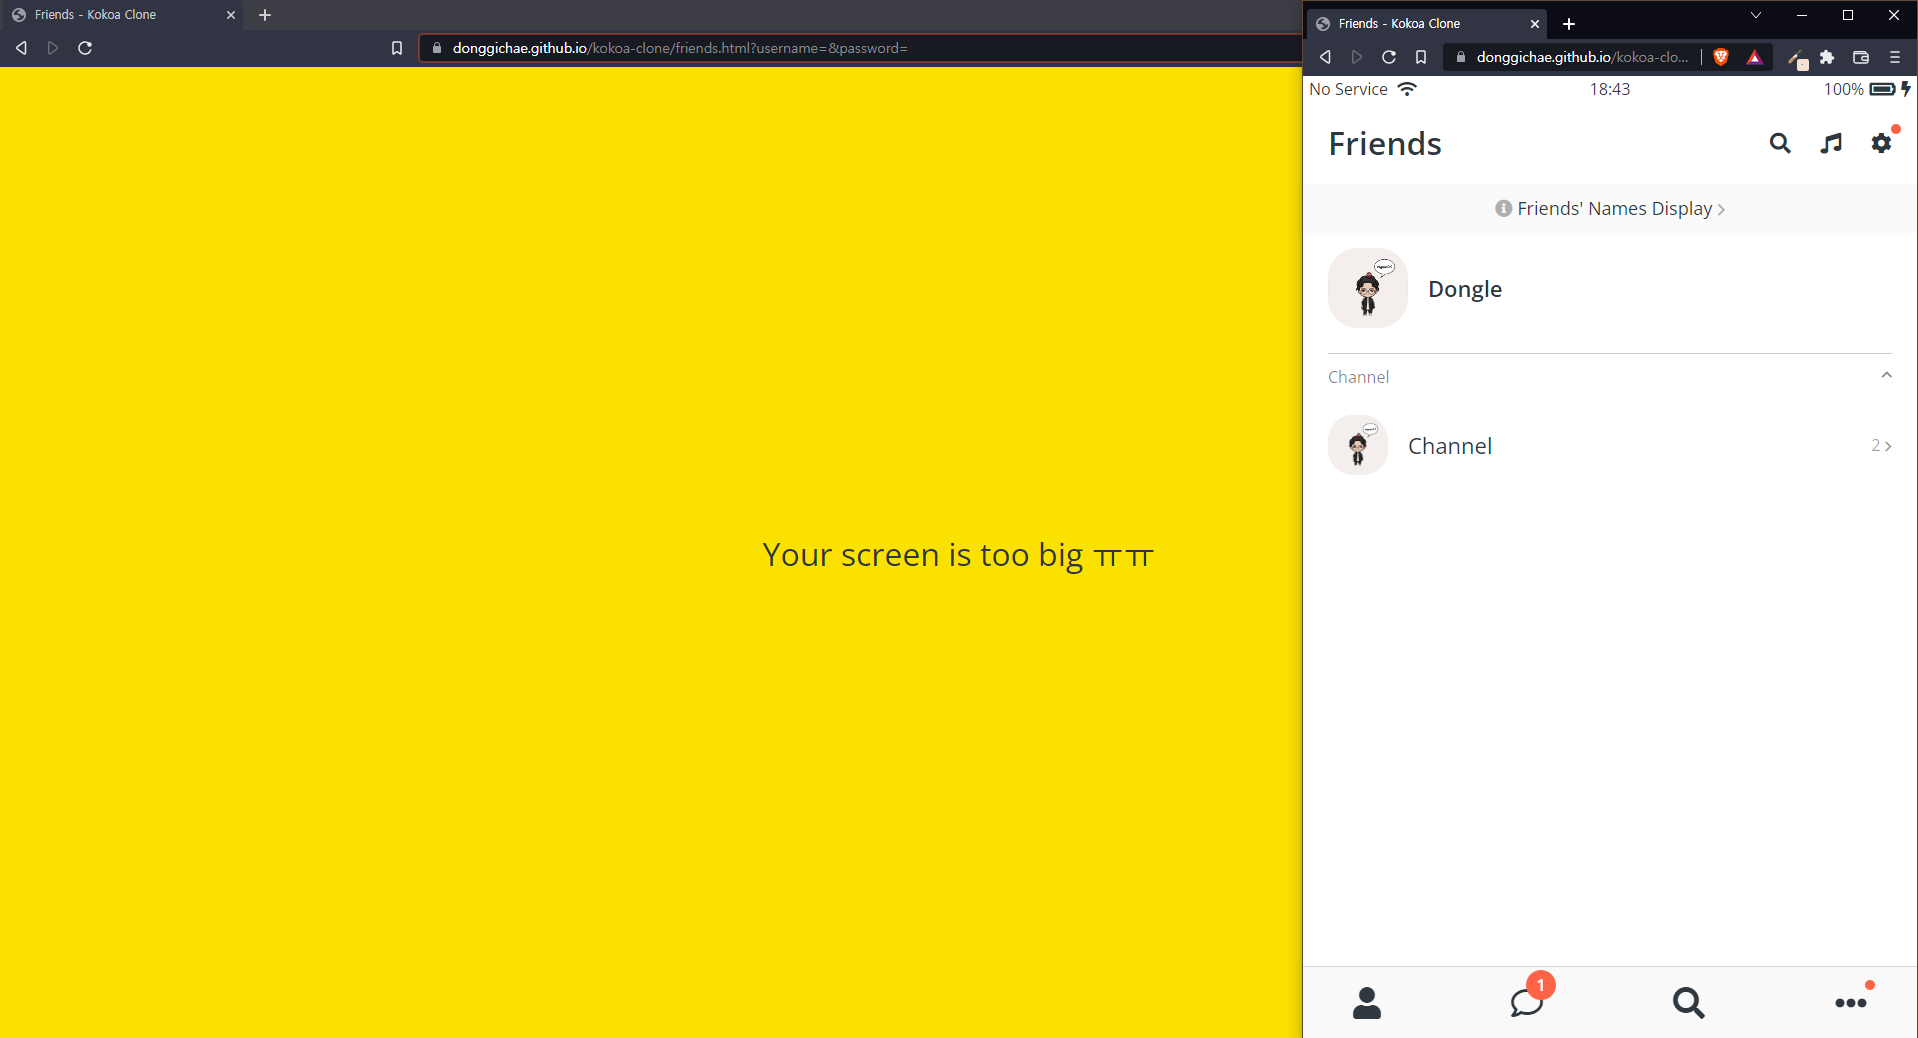 Friends - Kokoa Clone
donggichae.github.io/kokoa-clone/friends.html?username=&password=
Your screen is too big ㅠㅠ
Friends - Kokoa Clone
donggichae.github.io/kokoa-clo...
No Service
18:43
100%
Friends
Friends' Names Display
Dongle
Channel
Channel
2
1